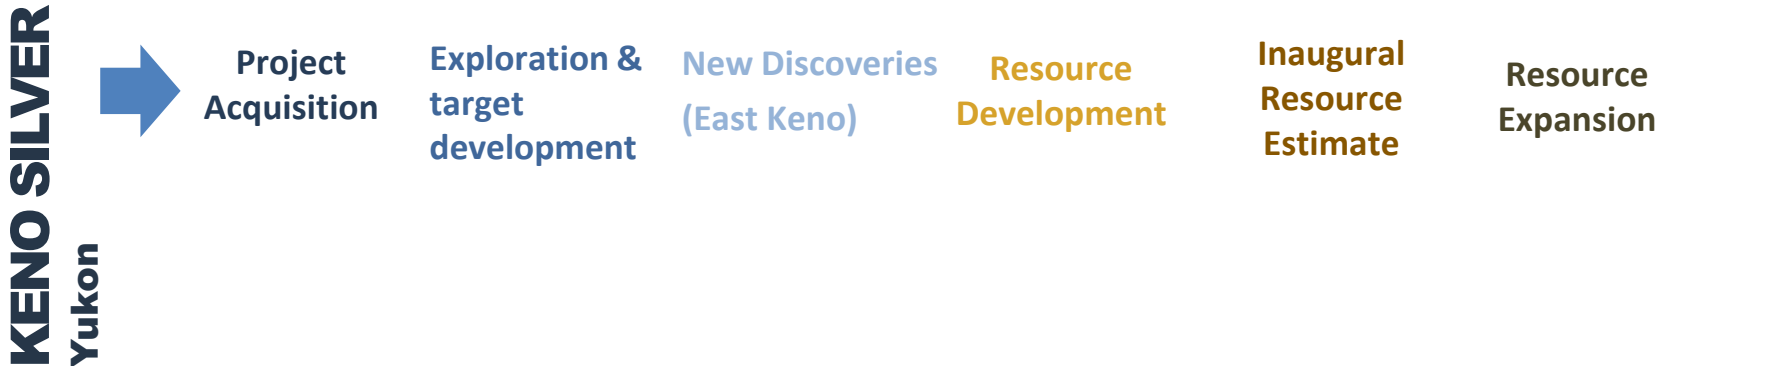 KENO SILVER
Yukon
Project
Acquisition
Exploration &
target
development
New Discoveries
(East Keno)
Resource
Development
Inaugural
Resource
Estimate
Resource
Expansion